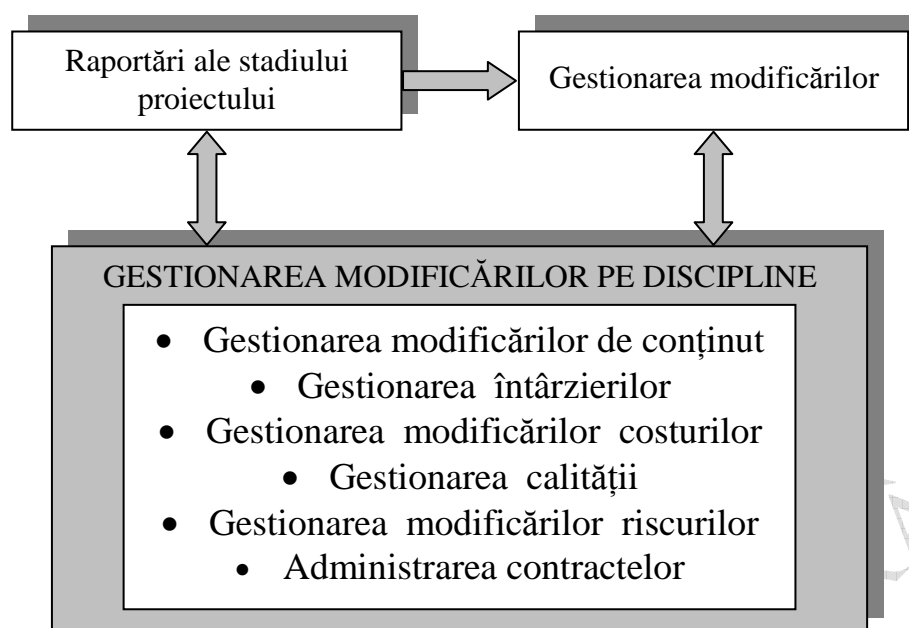 Raportări ale stadiului
proiectului
Gestionarea modificărilor
GESTIONAREA MODIFICĂRILOR PE DISCIPLINE
• Gestionarea modificărilor de conținut
• Gestionarea întârzierilor
• Gestionarea modificărilor costurilor
• Gestionarea calității
• Gestionarea modificărilor riscurilor
• Administrarea contractelor